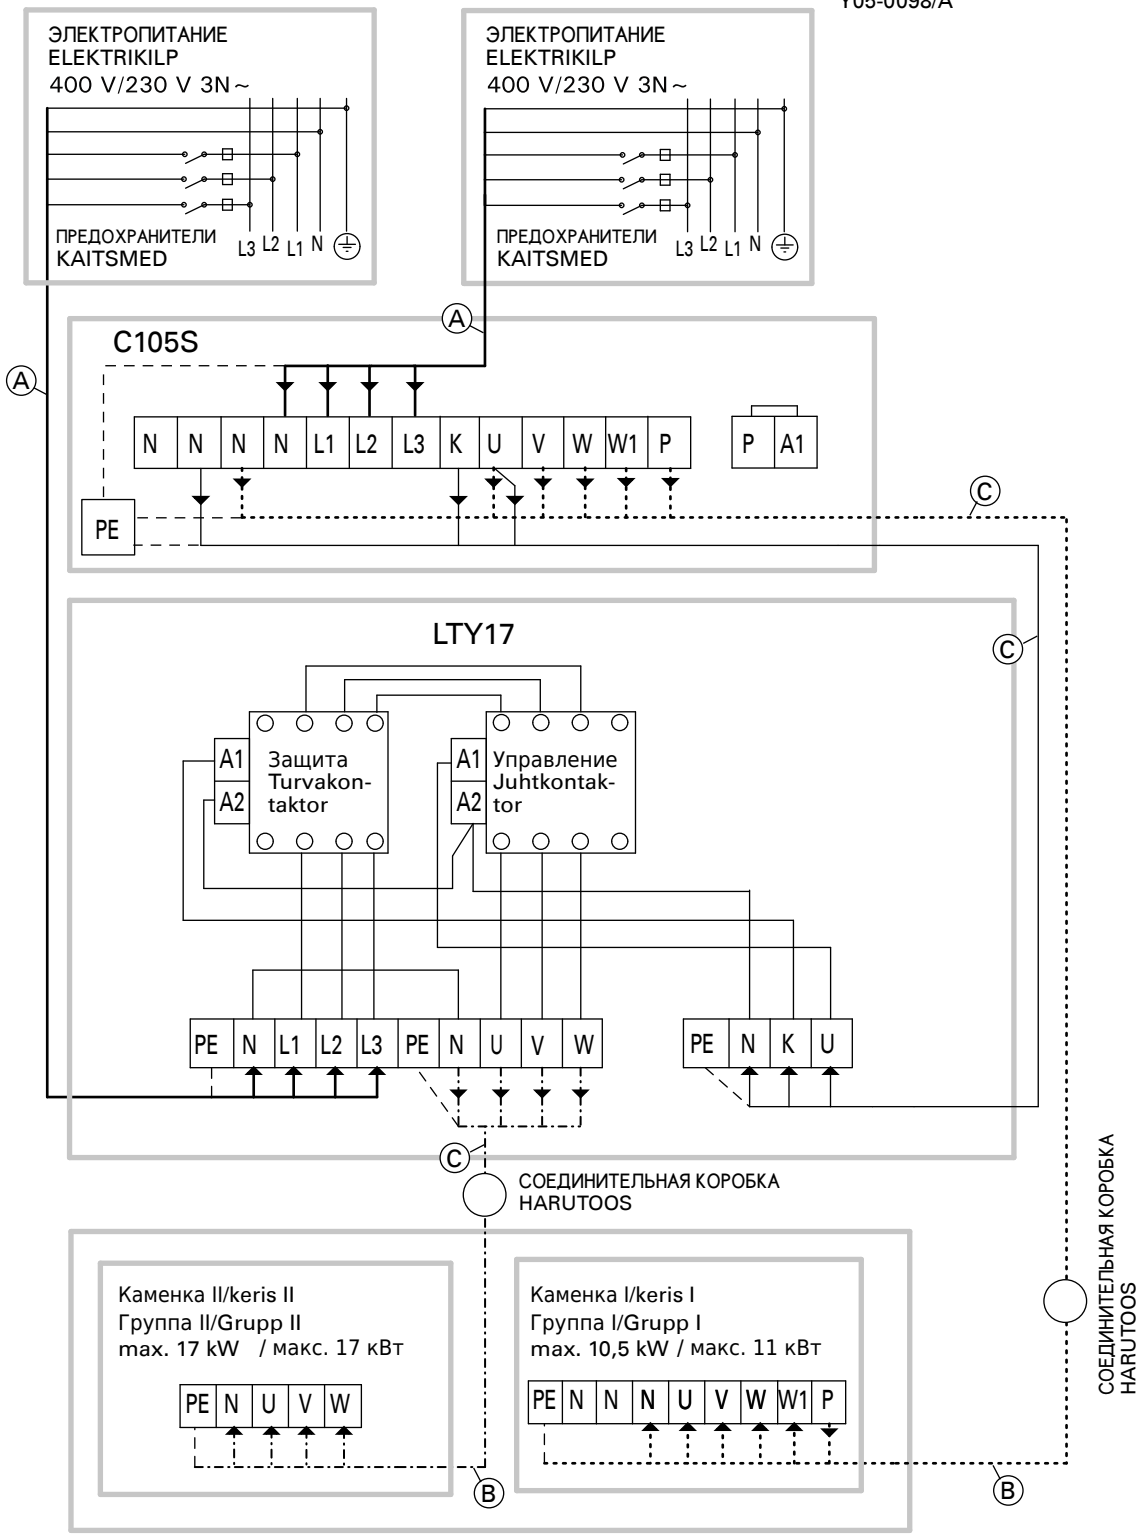 Y05-0098/A
ЭЛЕКТРОПИТАНИЕ
ELEKTRIKILP
400 V/230 V 3N~
ПРЕДОХРАНИТЕЛИ
KAITSMED
L3 L2 L1 N
ЭЛЕКТРОПИТАНИЕ
ELEKTRIKILP
400 V/230 V 3N~
ПРЕДОХРАНИТЕЛИ
KAITSMED
L3 L2 L1 N
A
A
C105S
N N N N L1 L2 L3 K U V W W1 P
P A1
PE
C
LTY17
C
A1
A2
Защита
Turvakon-
taktor
A1
A2
Управление
Juhtkontak-
tor
PE N L1 L2 L3 PE N U V W
PE N K U
C
СОЕДИНИТЕЛЬНАЯ КОРОБКА
HARUTOOS
СОЕДИНИТЕЛЬНАЯ КОРОБКА
HARUTOOS
Каменка II/keris II
Группа II/Grupp II
max. 17 kW / макс. 17 кВт
PE N U V W
B
Каменка I/keris I
Группа I/Grupp I
max. 10,5 kW / макс. 11 кВт
PE N N N U V W W1 P
B